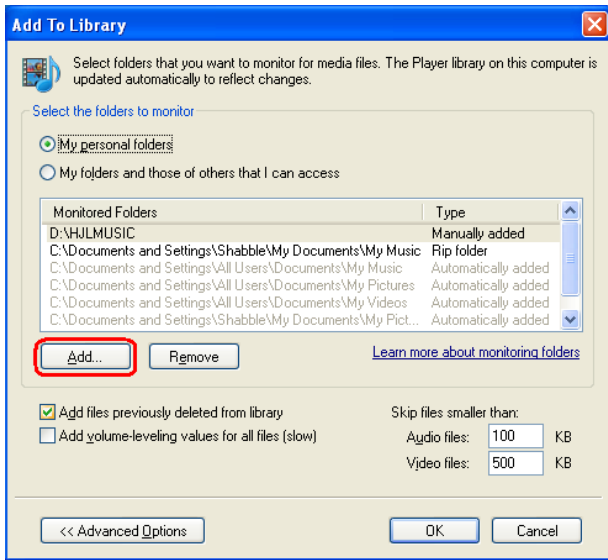 Add To Library
Select folders that you want to monitor for media files. The Player library on this computer is
updated automatically to reflect changes.
Select the folders to monitor
My personal folders
My folders and those of others that I can access
Monitored Folders Type
D:\HJLMUSIC Manually added
C:\Documents and Settings\Shabble\My Documents\My Music Rip folder
C:\Documents and Settings\All Users\Documents\My Music Automatically added
C:\Documents and Settings\All Users\Documents\My Pictures Automatically added
C:\Documents and Settings\All Users\Documents\My Videos Automatically added
C:\Documents and Settings\Shabble\My Documents\My Pict... Automatically added
Add... Remove Learn more about monitoring folders
Add files previously deleted from library Skip files smaller than:
Add volume-leveling values for all files (slow) Audio files: 100 KB
Video files: 500 KB
<< Advanced Options OK Cancel